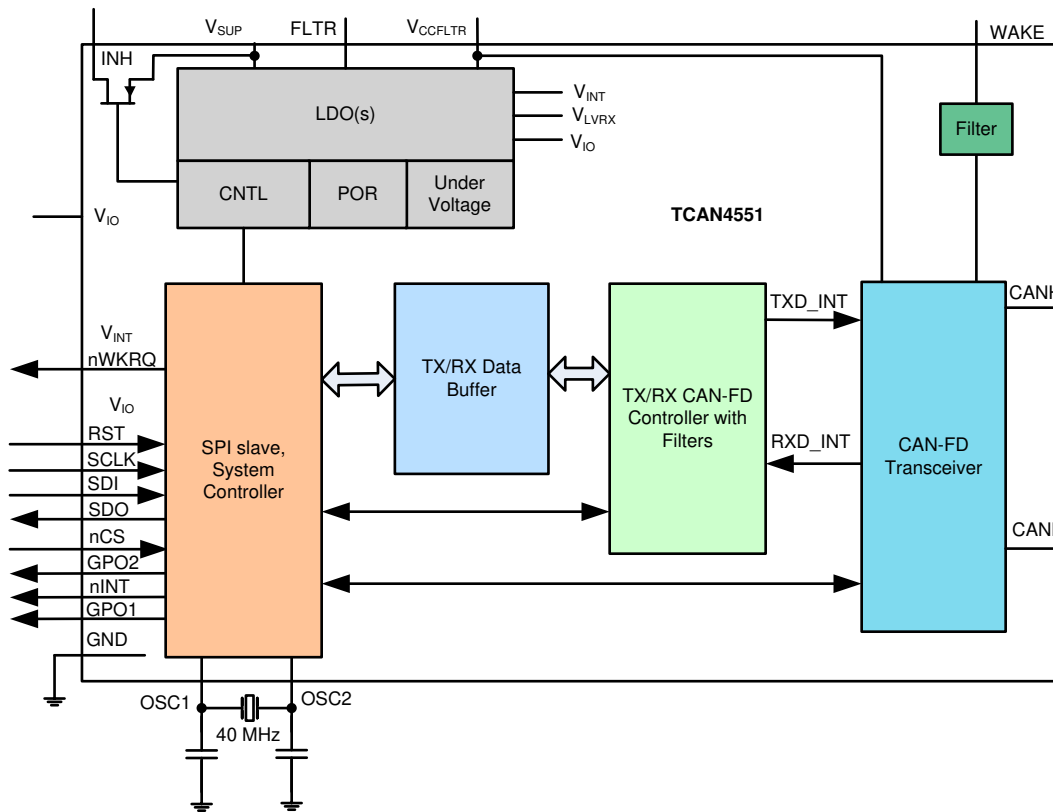 VSUP
FLTR
VCCFLTR
WAKE
INH
LDO(s)
VINT
VLVRX
VIO
Filter
CNTL
POR
Under
Voltage
TCAN4551
VIO
VINT
nWKRQ
VIO
RST
SCLK
SDI
SDO
nCS
GPO2
nINT
GPO1
GND
SPI slave,
System
Controller
TX/RX Data
Buffer
TX/RX CAN-FD
Controller with
Filters
TXD_INT
RXD_INT
CAN-FD
Transceiver
CANH
CANL
OSC1
OSC2
40 MHz